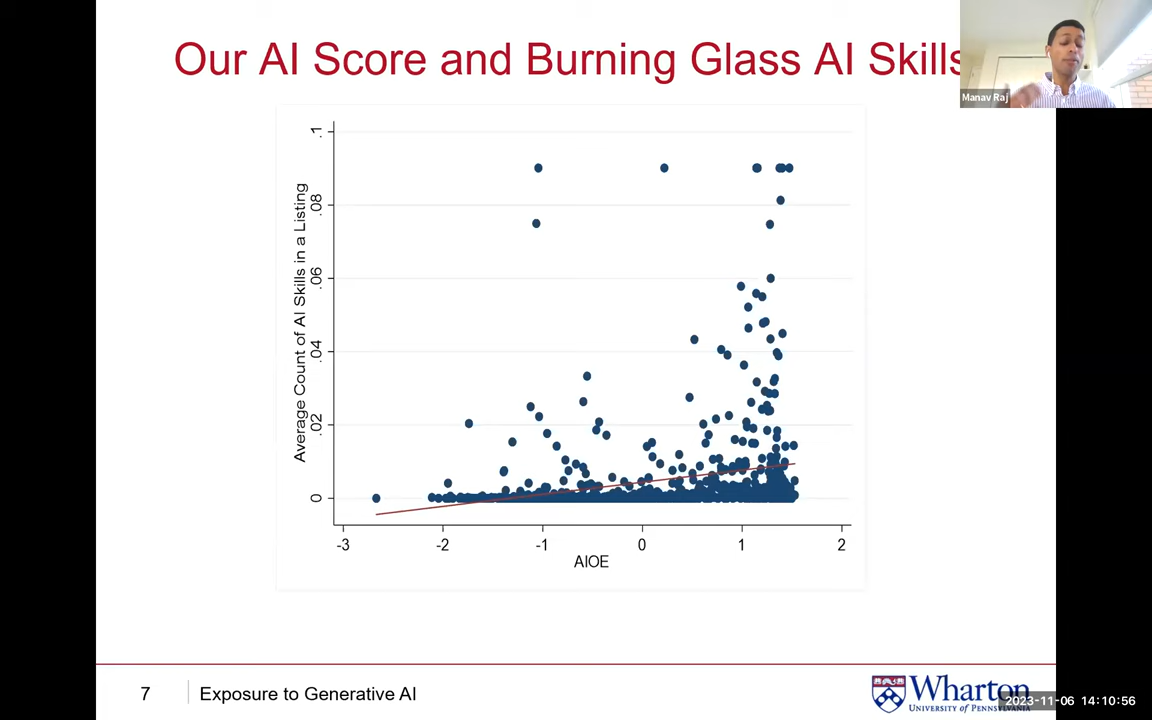 Our AI Score and Burning Glass AI Skills
Manav Raj
Average Count of AI Skills in a Listing
.1
.08
.06
.04
.02
0
-3 -2 -1 0 1 2
AIOE
7 Exposure to Generative AI
Wharton
UNIVERSITY of PENNSYLVANIA
2023-11-06 14:10:56